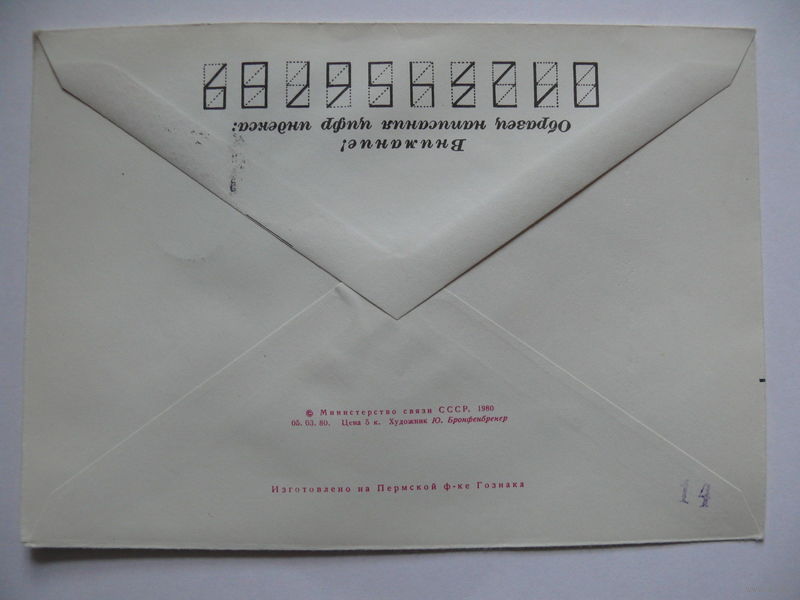 Внимание!
Образец написания цифр индекса:
0123456789
© Министерство связи СССР, 1980
05. 03. 80. Цена 5 к. Художник Ю. Бронфенбренер
Изготовлено на Пермской ф-ке Гознака
14